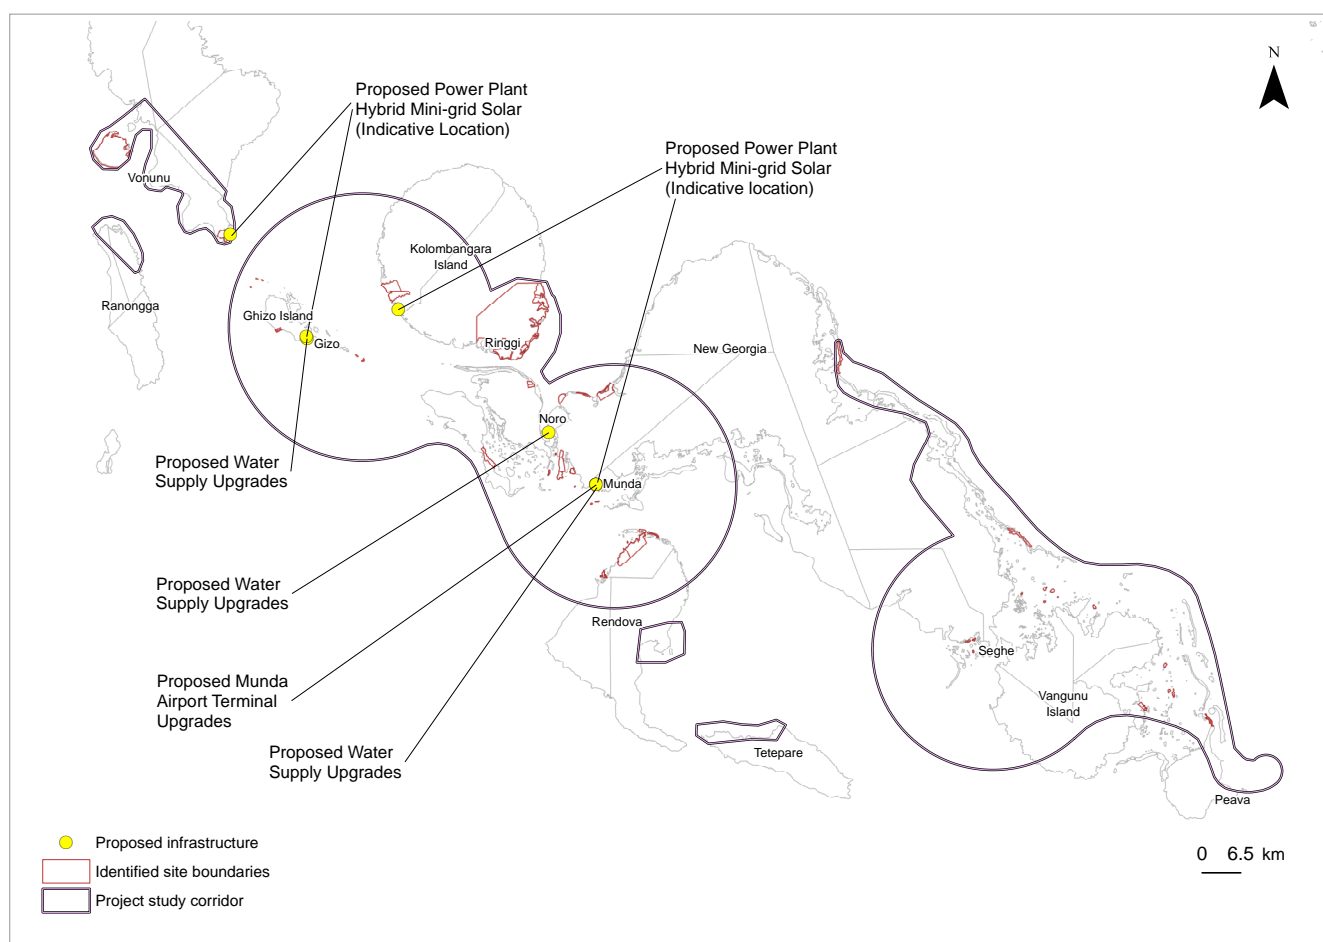 N
Proposed Power Plant
Hybrid Mini-grid Solar
(Indicative Location)
Proposed Power Plant
Hybrid Mini-grid Solar
(Indicative location)
Vonunu
Kolombangara
Island
Ranongga
Ghizo Island
Gizo
Ringgi
New Georgia
Noro
Proposed Water
Supply Upgrades
Munda
Proposed Water
Supply Upgrades
Rendova
Seghe
Proposed Munda
Airport Terminal
Upgrades
Vangunu
Island
Proposed Water
Supply Upgrades
Tetepare
Peava
Proposed infrastructure
Identified site boundaries
Project study corridor
0 6.5 km